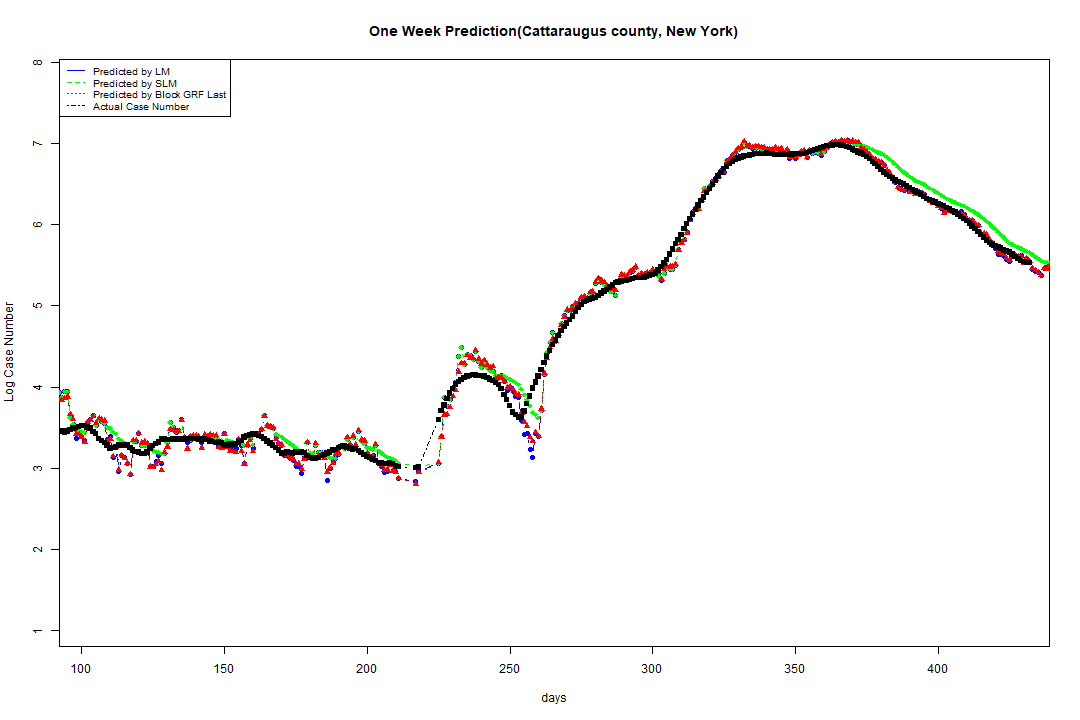 One Week Prediction(Cattaraugus county, New York)
Predicted by LM
Predicted by SLM
Predicted by Block GRF Last
Actual Case Number
8
7
6
5
4
3
2
1
Log Case Number
100 150 200 250 300 350 400
days